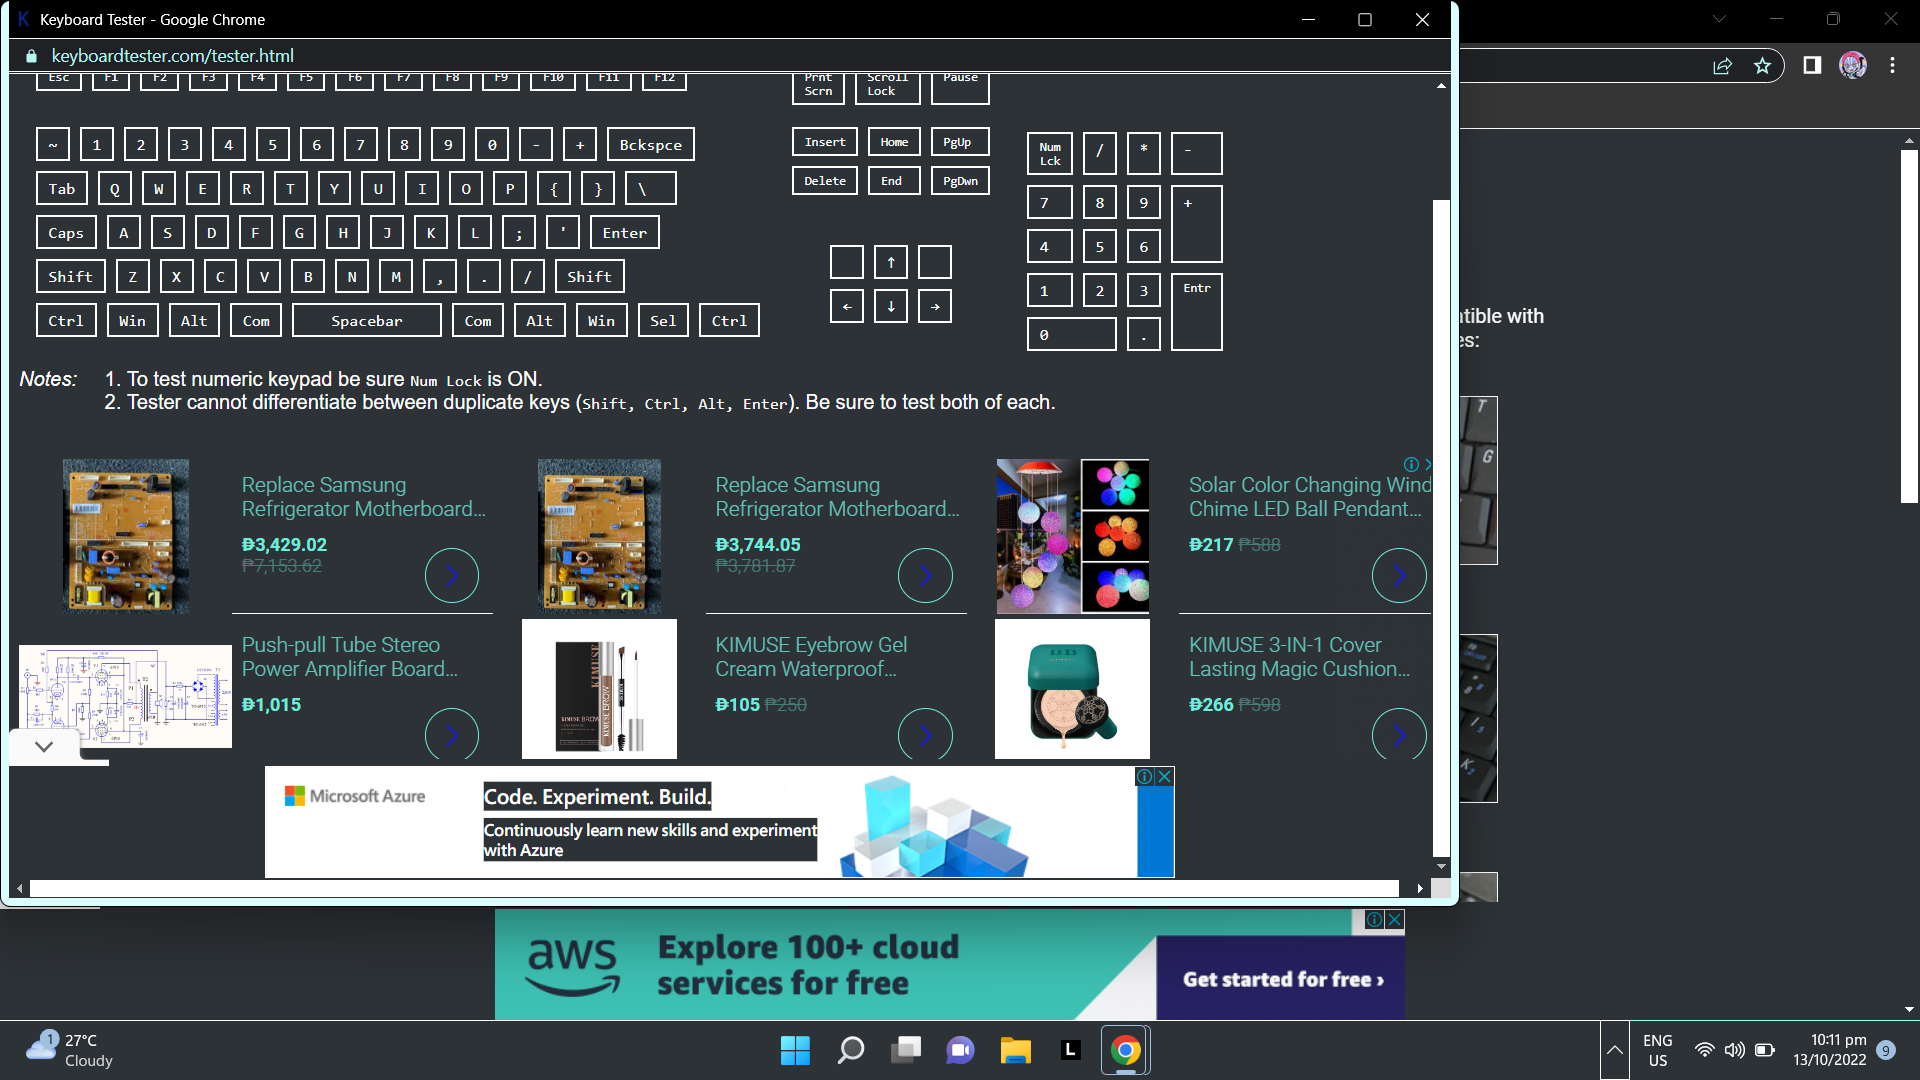 Keyboard Tester - Google Chrome
keyboardtester.com/tester.html
Esc F1 F2 F3 F4 F5 F6 F7 F8 F9 F10 F11 F12 Prnt Scrn Scroll Lock Pause
~ 1 2 3 4 5 6 7 8 9 0 - + Bckspce Insert Home PgUp Num Lck / * -
Tab Q W E R T Y U I O P { } \ Delete End PgDwn 7 8 9 +
Caps A S D F G H J K L ; ' Enter ↑ 4 5 6
Shift Z X C V B N M , . / Shift 1 2 3 Entr
Ctrl Win Alt Com Spacebar Com Alt Win Sel Ctrl ← ↓ → 0 .
Notes: 1. To test numeric keypad be sure Num Lock is ON.
2. Tester cannot differentiate between duplicate keys (Shift, Ctrl, Alt, Enter). Be sure to test both of each.
tible with
es:
Replace Samsung
Refrigerator Motherboard...
₱3,429.02
₱7,153.62
Replace Samsung
Refrigerator Motherboard...
₱3,744.05
₱3,781.87
Solar Color Changing Wind
Chime LED Ball Pendant...
₱217 ₱588
Push-pull Tube Stereo
Power Amplifier Board...
₱1,015
KIMUSE Eyebrow Gel
Cream Waterproof...
₱105 ₱250
KIMUSE 3-IN-1 Cover
Lasting Magic Cushion...
₱266 ₱598
KIMUSE
KIMUSE BROW
BB
T
G
K
Microsoft Azure
Code. Experiment. Build.
Continuously learn new skills and experiment
with Azure
aws
Explore 100+ cloud
services for free
Get started for free ›
1
27°C
Cloudy
L
ENG
US
10:11 pm
13/10/2022
9